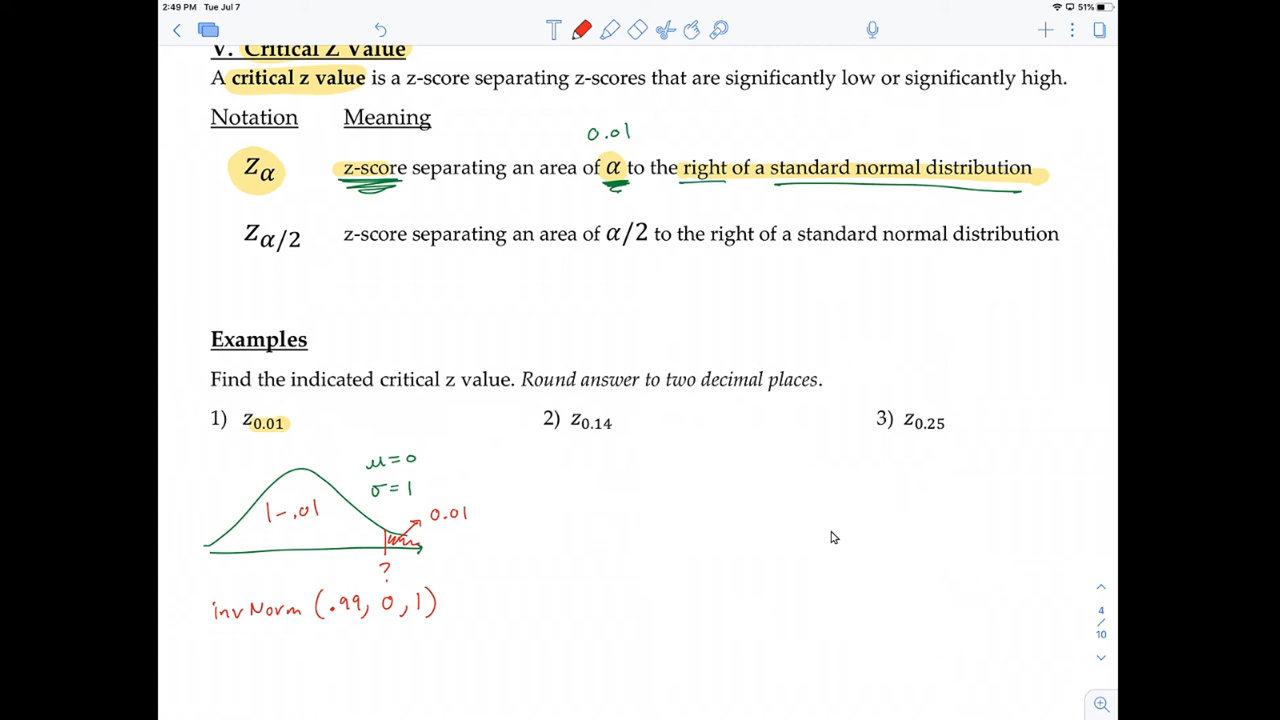 2:49 PM Tue Jul 7
51%
V. Critical Z Value
A critical z value is a z-score separating z-scores that are significantly low or significantly high.
Notation Meaning
0.01
zα z-score separating an area of α to the right of a standard normal distribution
zα/2 z-score separating an area of α/2 to the right of a standard normal distribution
Examples
Find the indicated critical z value. Round answer to two decimal places.
1) z0.01 2) z0.14 3) z0.25
μ=0
σ=1
1-.01 0.01
?
invNorm (.99, 0, 1)
4
/
10